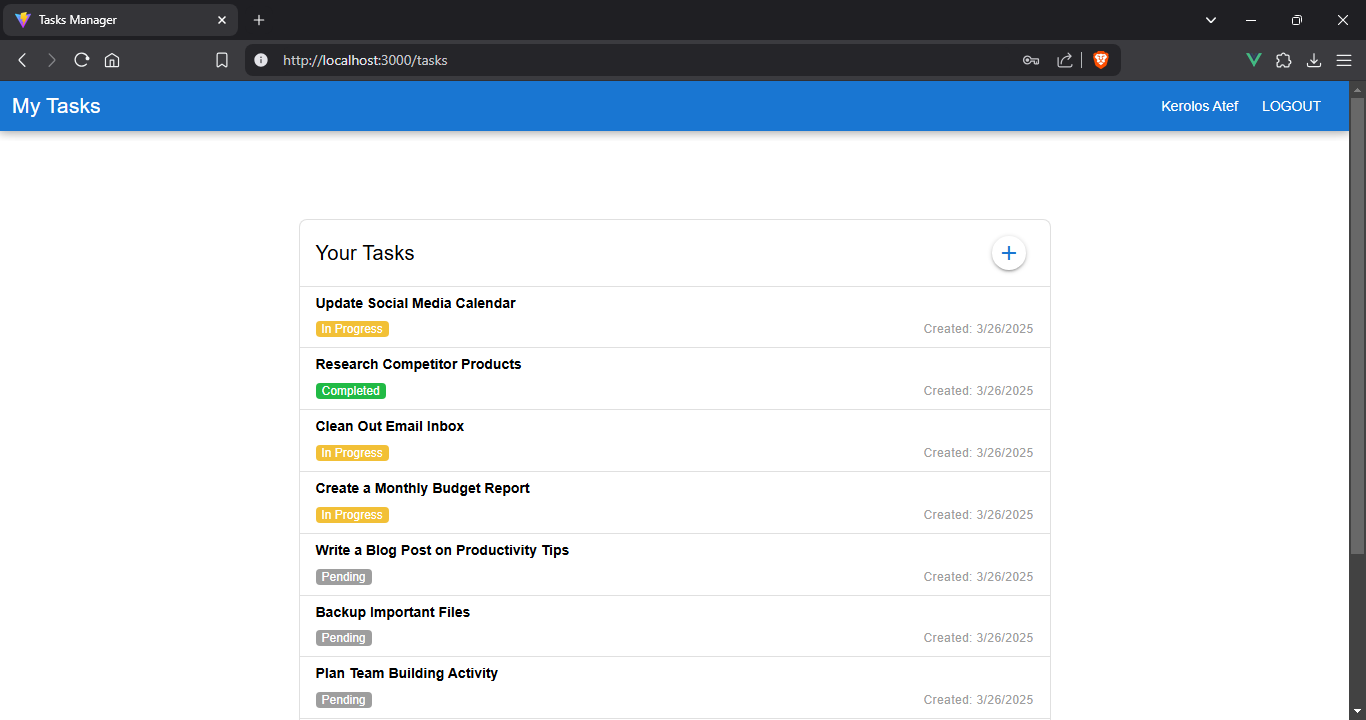 Tasks Manager
http://localhost:3000/tasks
My Tasks
Kerolos Atef
LOGOUT
Your Tasks
Update Social Media Calendar
In Progress
Created: 3/26/2025
Research Competitor Products
Completed
Created: 3/26/2025
Clean Out Email Inbox
In Progress
Created: 3/26/2025
Create a Monthly Budget Report
In Progress
Created: 3/26/2025
Write a Blog Post on Productivity Tips
Pending
Created: 3/26/2025
Backup Important Files
Pending
Created: 3/26/2025
Plan Team Building Activity
Pending
Created: 3/26/2025